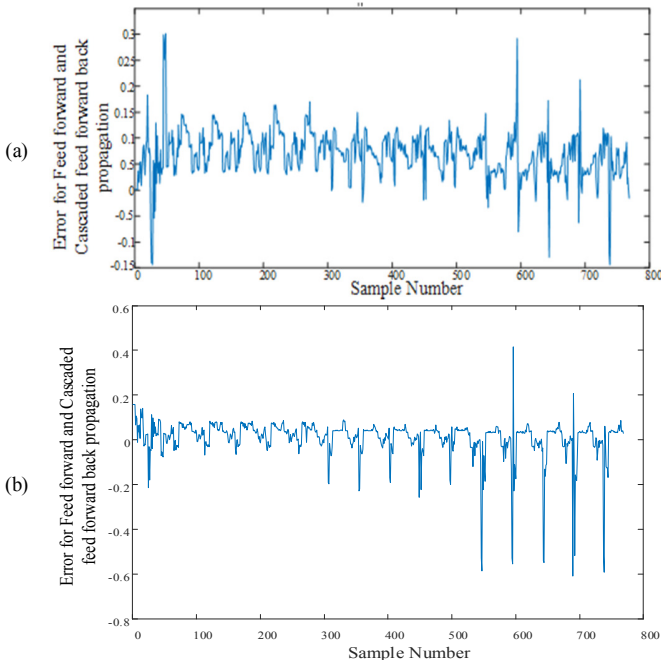 (a)
Error for Feed forward and
Cascaded feed forward back
propagation
0.3
0.25
0.2
0.15
0.1
0.5
0
-0.5
-0.1
-0.15
0 100 200 300 400 500 600 700 800
Sample Number
(b)
Error for Feed forward and Cascaded
feed forward back propagation
0.6
0.4
0.2
0
-0.2
-0.4
-0.6
-0.8
0 100 200 300 400 500 600 700 800
Sample Number